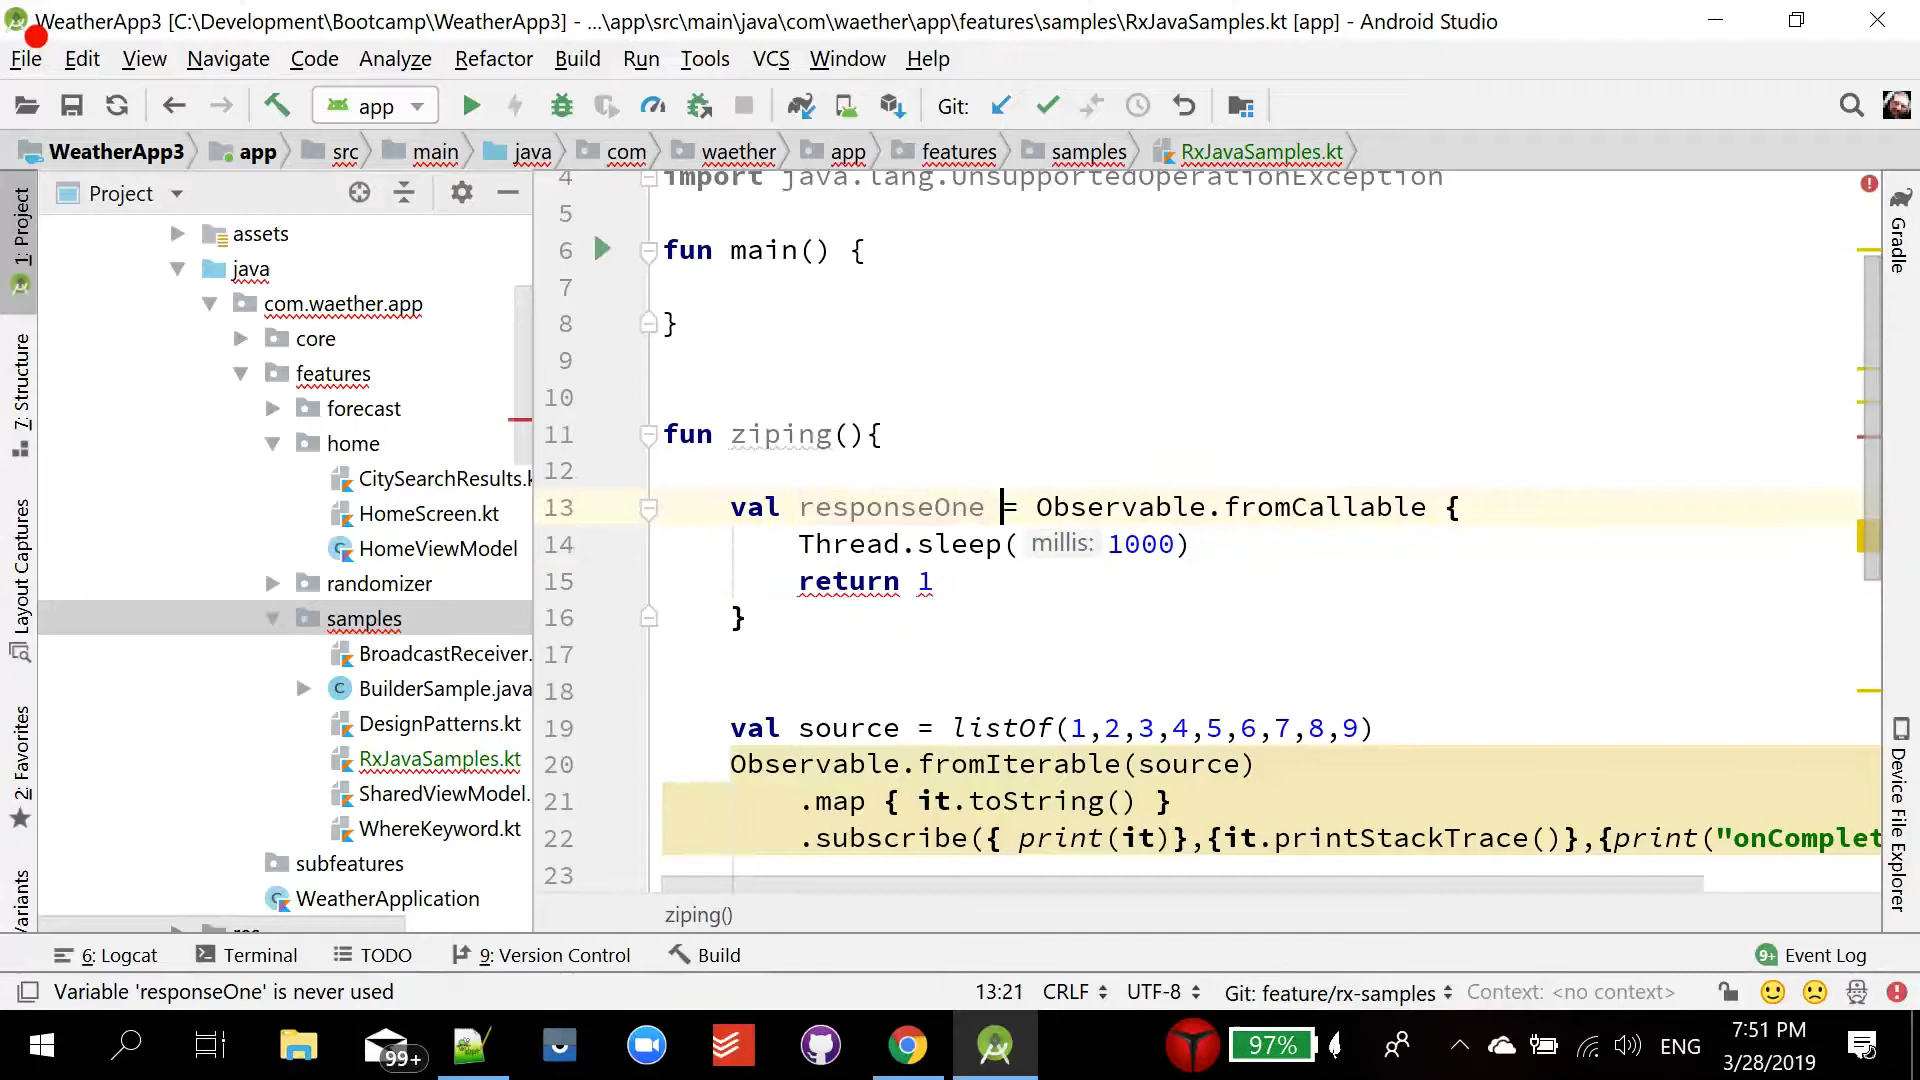 WeatherApp3 [C:\Development\Bootcamp\WeatherApp3] - ...\app\src\main\java\com\waether\app\features\samples\RxJavaSamples.kt [app] - Android Studio
File Edit View Navigate Code Analyze Refactor Build Run Tools VCS Window Help
app Git:
WeatherApp3 app src main java com waether app features samples RxJavaSamples.kt
Project
1: Project
7: Structure
Layout Captures
2: Favorites
assets
java
com.waether.app
core
features
forecast
home
CitySearchResults.
HomeScreen.kt
HomeViewModel
randomizer
samples
BroadcastReceiver.
BuilderSample.java
DesignPatterns.kt
RxJavaSamples.kt
SharedViewModel.
WhereKeyword.kt
subfeatures
WeatherApplication
4 import java.lang.UnsupportedOperationException
5
6 fun main() {
7
8 }
9
10
11 fun ziping(){
12
13 val responseOne = Observable.fromCallable {
14 Thread.sleep( millis: 1000)
15 return 1
16 }
17
18
19 val source = listOf(1,2,3,4,5,6,7,8,9)
20 Observable.fromIterable(source)
21 .map { it.toString() }
22 .subscribe({ print(it)},{it.printStackTrace()},{print("onComplet
23
ziping()
Gradle
Device File Explorer
6: Logcat Terminal TODO 9: Version Control Build 9+ Event Log
Variable 'responseOne' is never used 13:21 CRLF UTF-8 Git: feature/rx-samples Context: <no context>
99+ 97% ENG 7:51 PM
3/28/2019